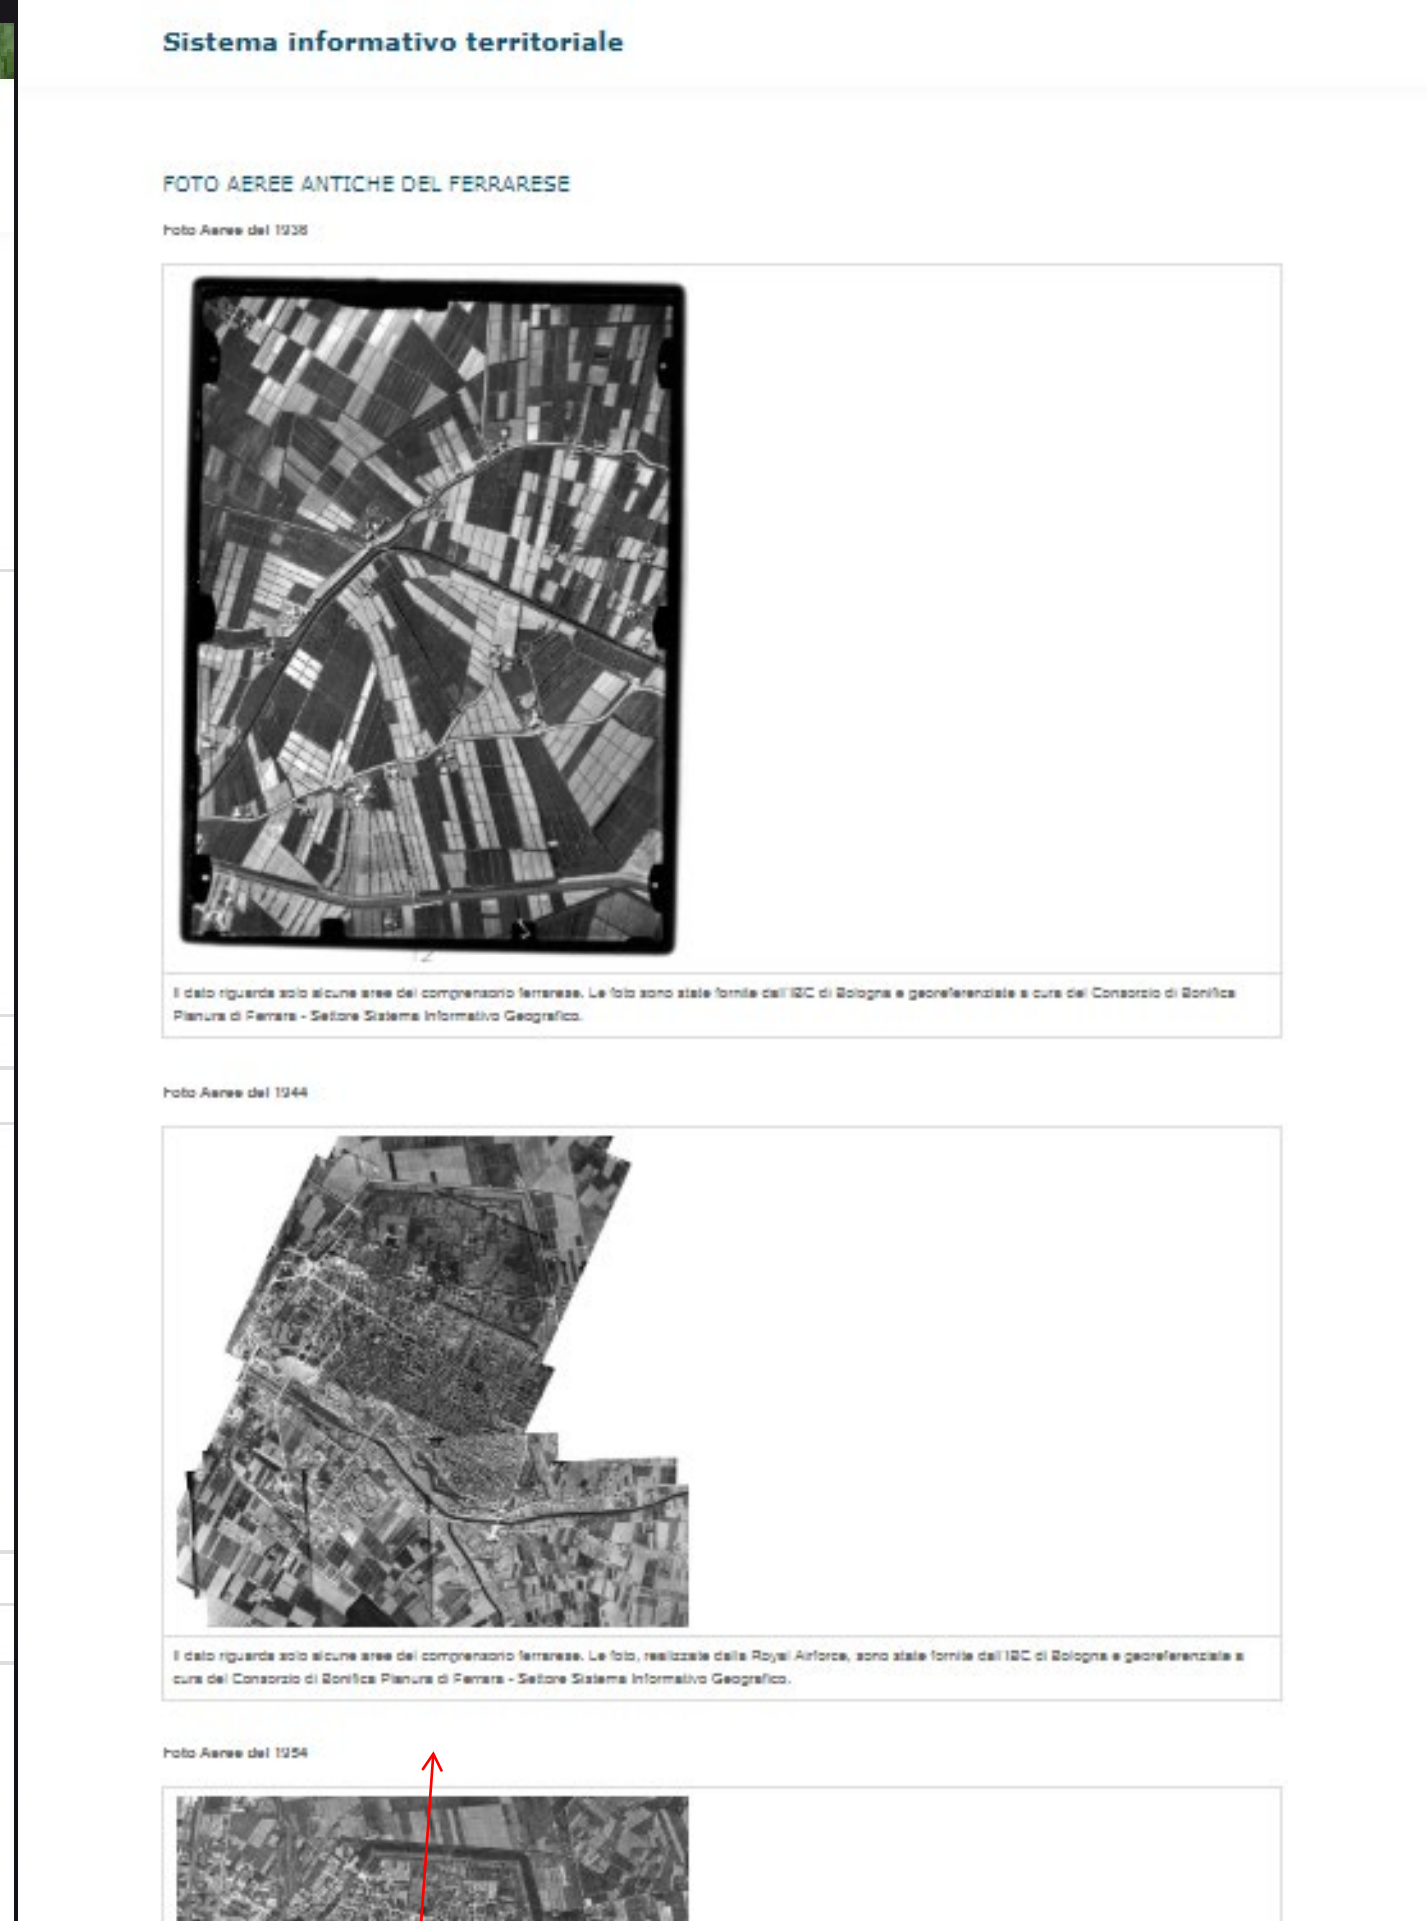 Sistema informativo territoriale
FOTO AEREE ANTICHE DEL FERRARESE
Foto Aeree del 1938
12
Il dato riguarda solo alcune aree del comprensorio ferrarese. Le foto sono state fornite dall'IBC di Bologna e georeferenziate a cura del Consorzio di Bonifica
Pianura di Ferrara - Settore Sistema Informativo Geografico.
Foto Aeree del 1944
Il dato riguarda solo alcune aree del comprensorio ferrarese. Le foto, realizzate dalla Royal Airforce, sono state fornite dall'IBC di Bologna e georeferenziate a
cura del Consorzio di Bonifica Pianura di Ferrara - Settore Sistema Informativo Geografico.
Foto Aeree del 1954